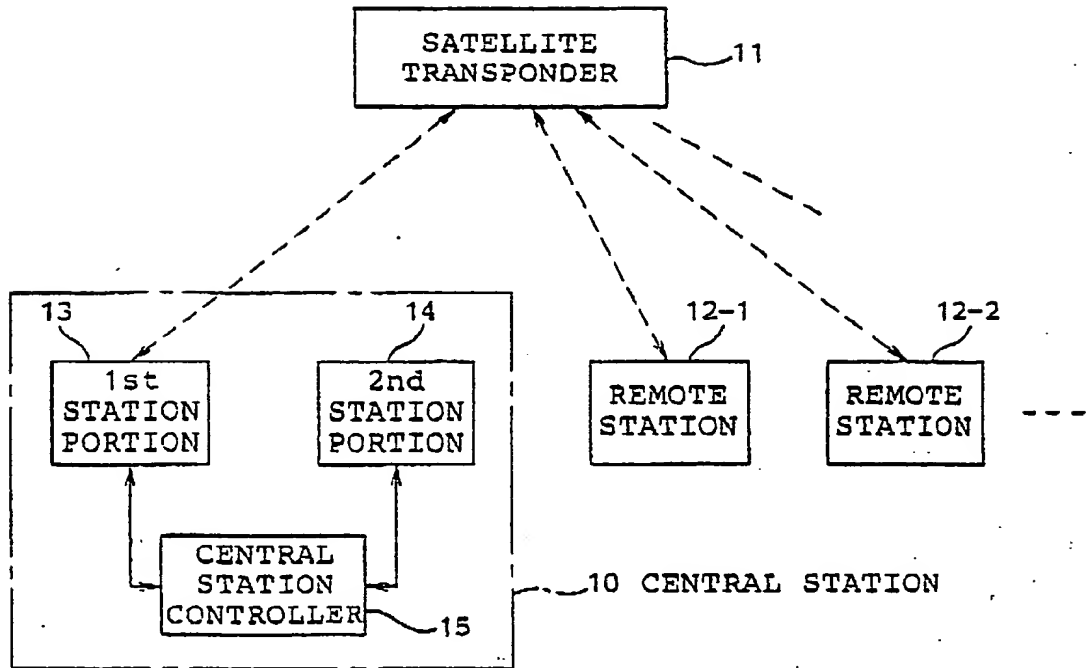 SATELLITE
TRANSPONDER
11
13
14
12-1
12-2
1st
STATION
PORTION
2nd
STATION
PORTION
REMOTE
STATION
REMOTE
STATION
CENTRAL
STATION
CONTROLLER
15
10 CENTRAL STATION